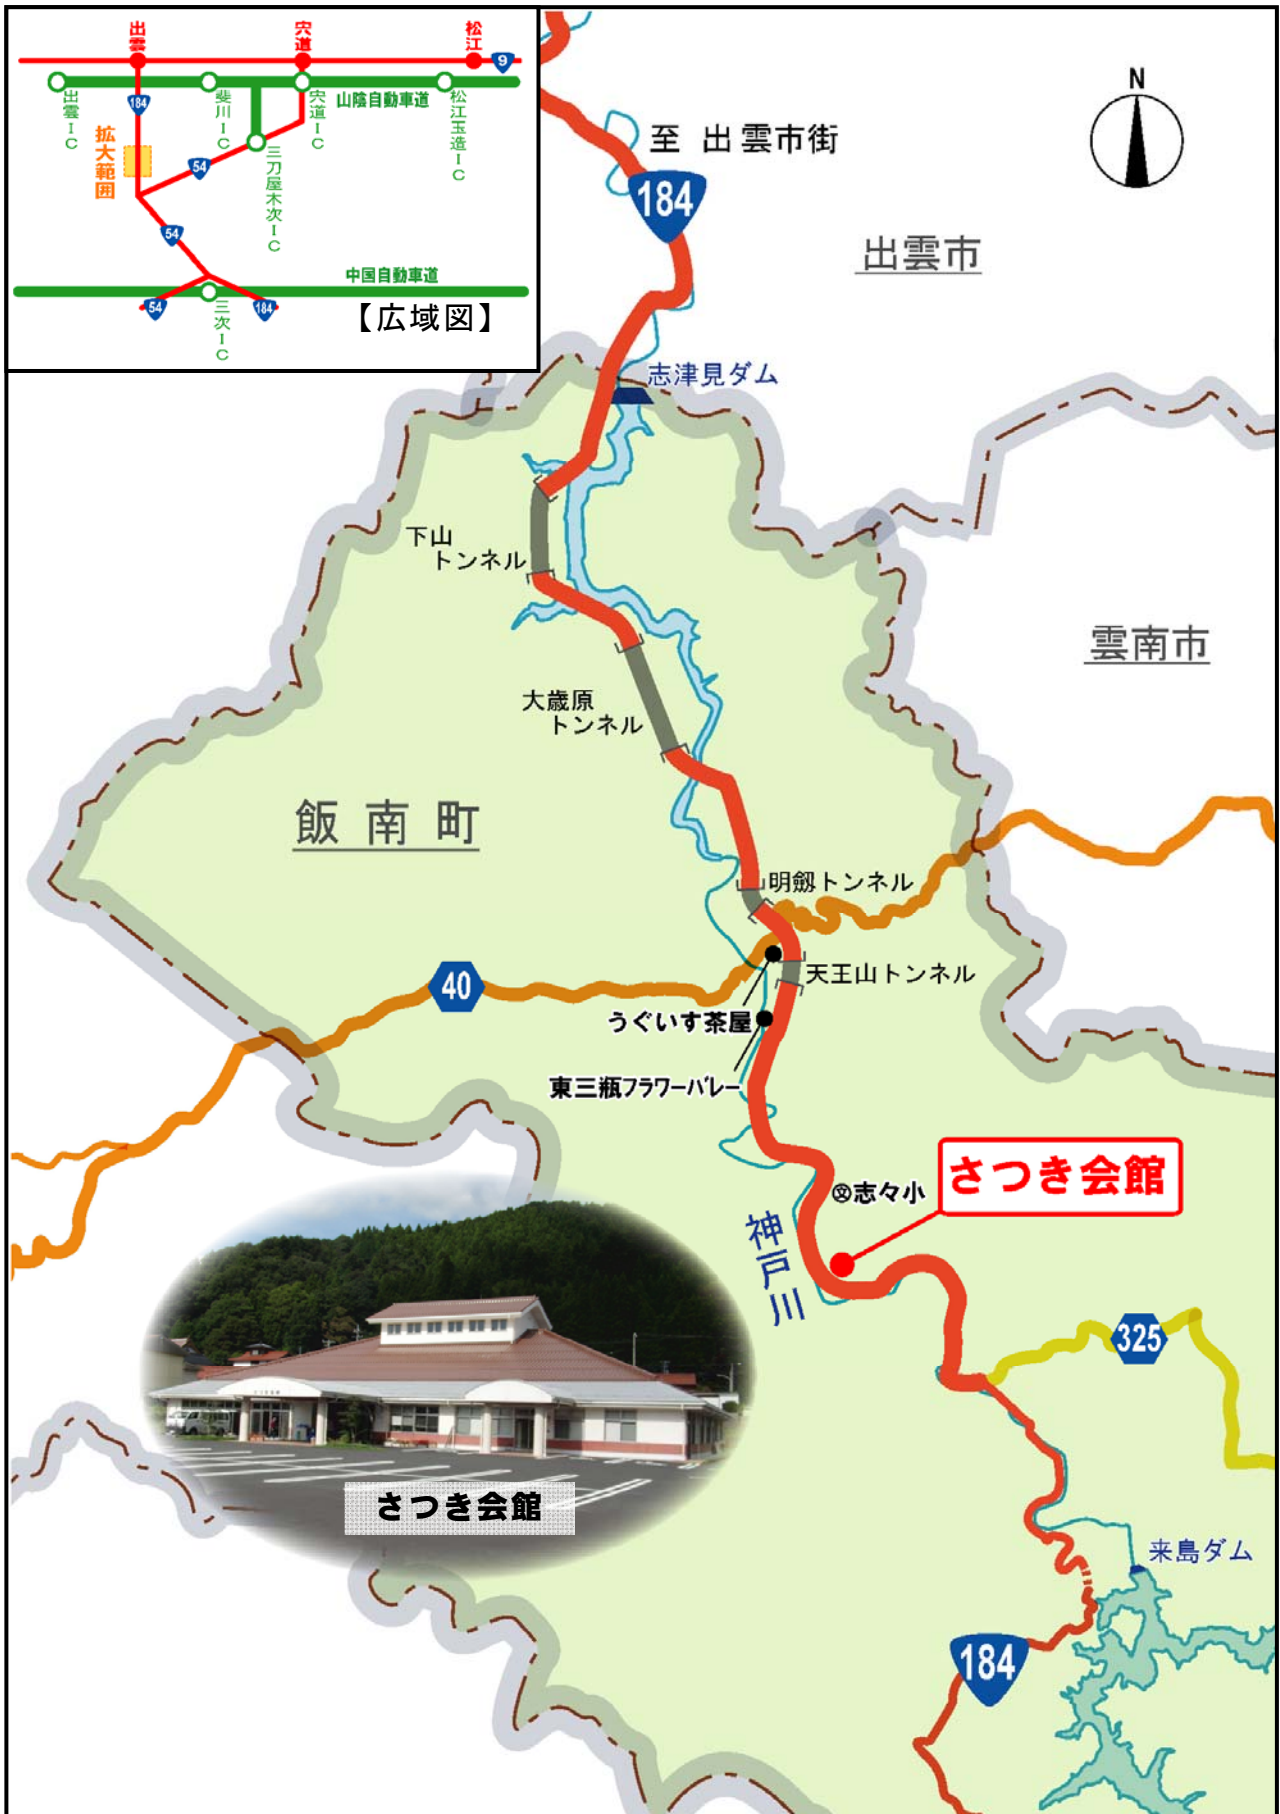 出雲
宍道
松江
9
出雲IC
184
斐川IC
宍道IC
山陰自動車道
松江玉造IC
拡大範囲
54
三刀屋木次IC
54
中国自動車道
54
三次IC
184
【広域図】
N
至 出雲市街
184
出雲市
志津見ダム
下山
トンネル
雲南市
大歳原
トンネル
飯南町
明剱トンネル
天王山トンネル
40
うぐいす茶屋
東三瓶フラワーバレー
さつき会館
文志々小
神戸川
325
さつき会館
来島ダム
184